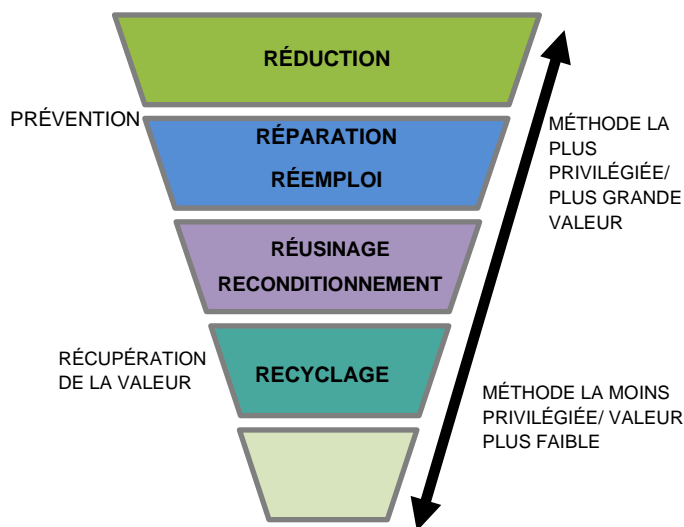 RÉDUCTION
PRÉVENTION
RÉPARATION
RÉEMPLOI
MÉTHODE LA
PLUS
PRIVILÉGIÉE/
PLUS GRANDE
VALEUR
RÉUSINAGE
RECONDITIONNEMENT
RÉCUPÉRATION
DE LA VALEUR
RECYCLAGE
MÉTHODE LA MOINS
PRIVILÉGIÉE/ VALEUR
PLUS FAIBLE